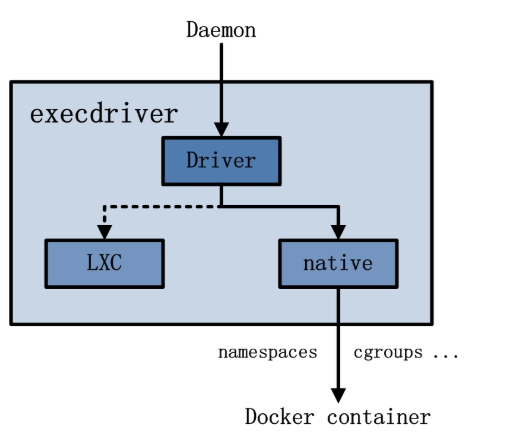 Daemon
execdriver
Driver
LXC
native
namespaces
cgroups ...
Docker container